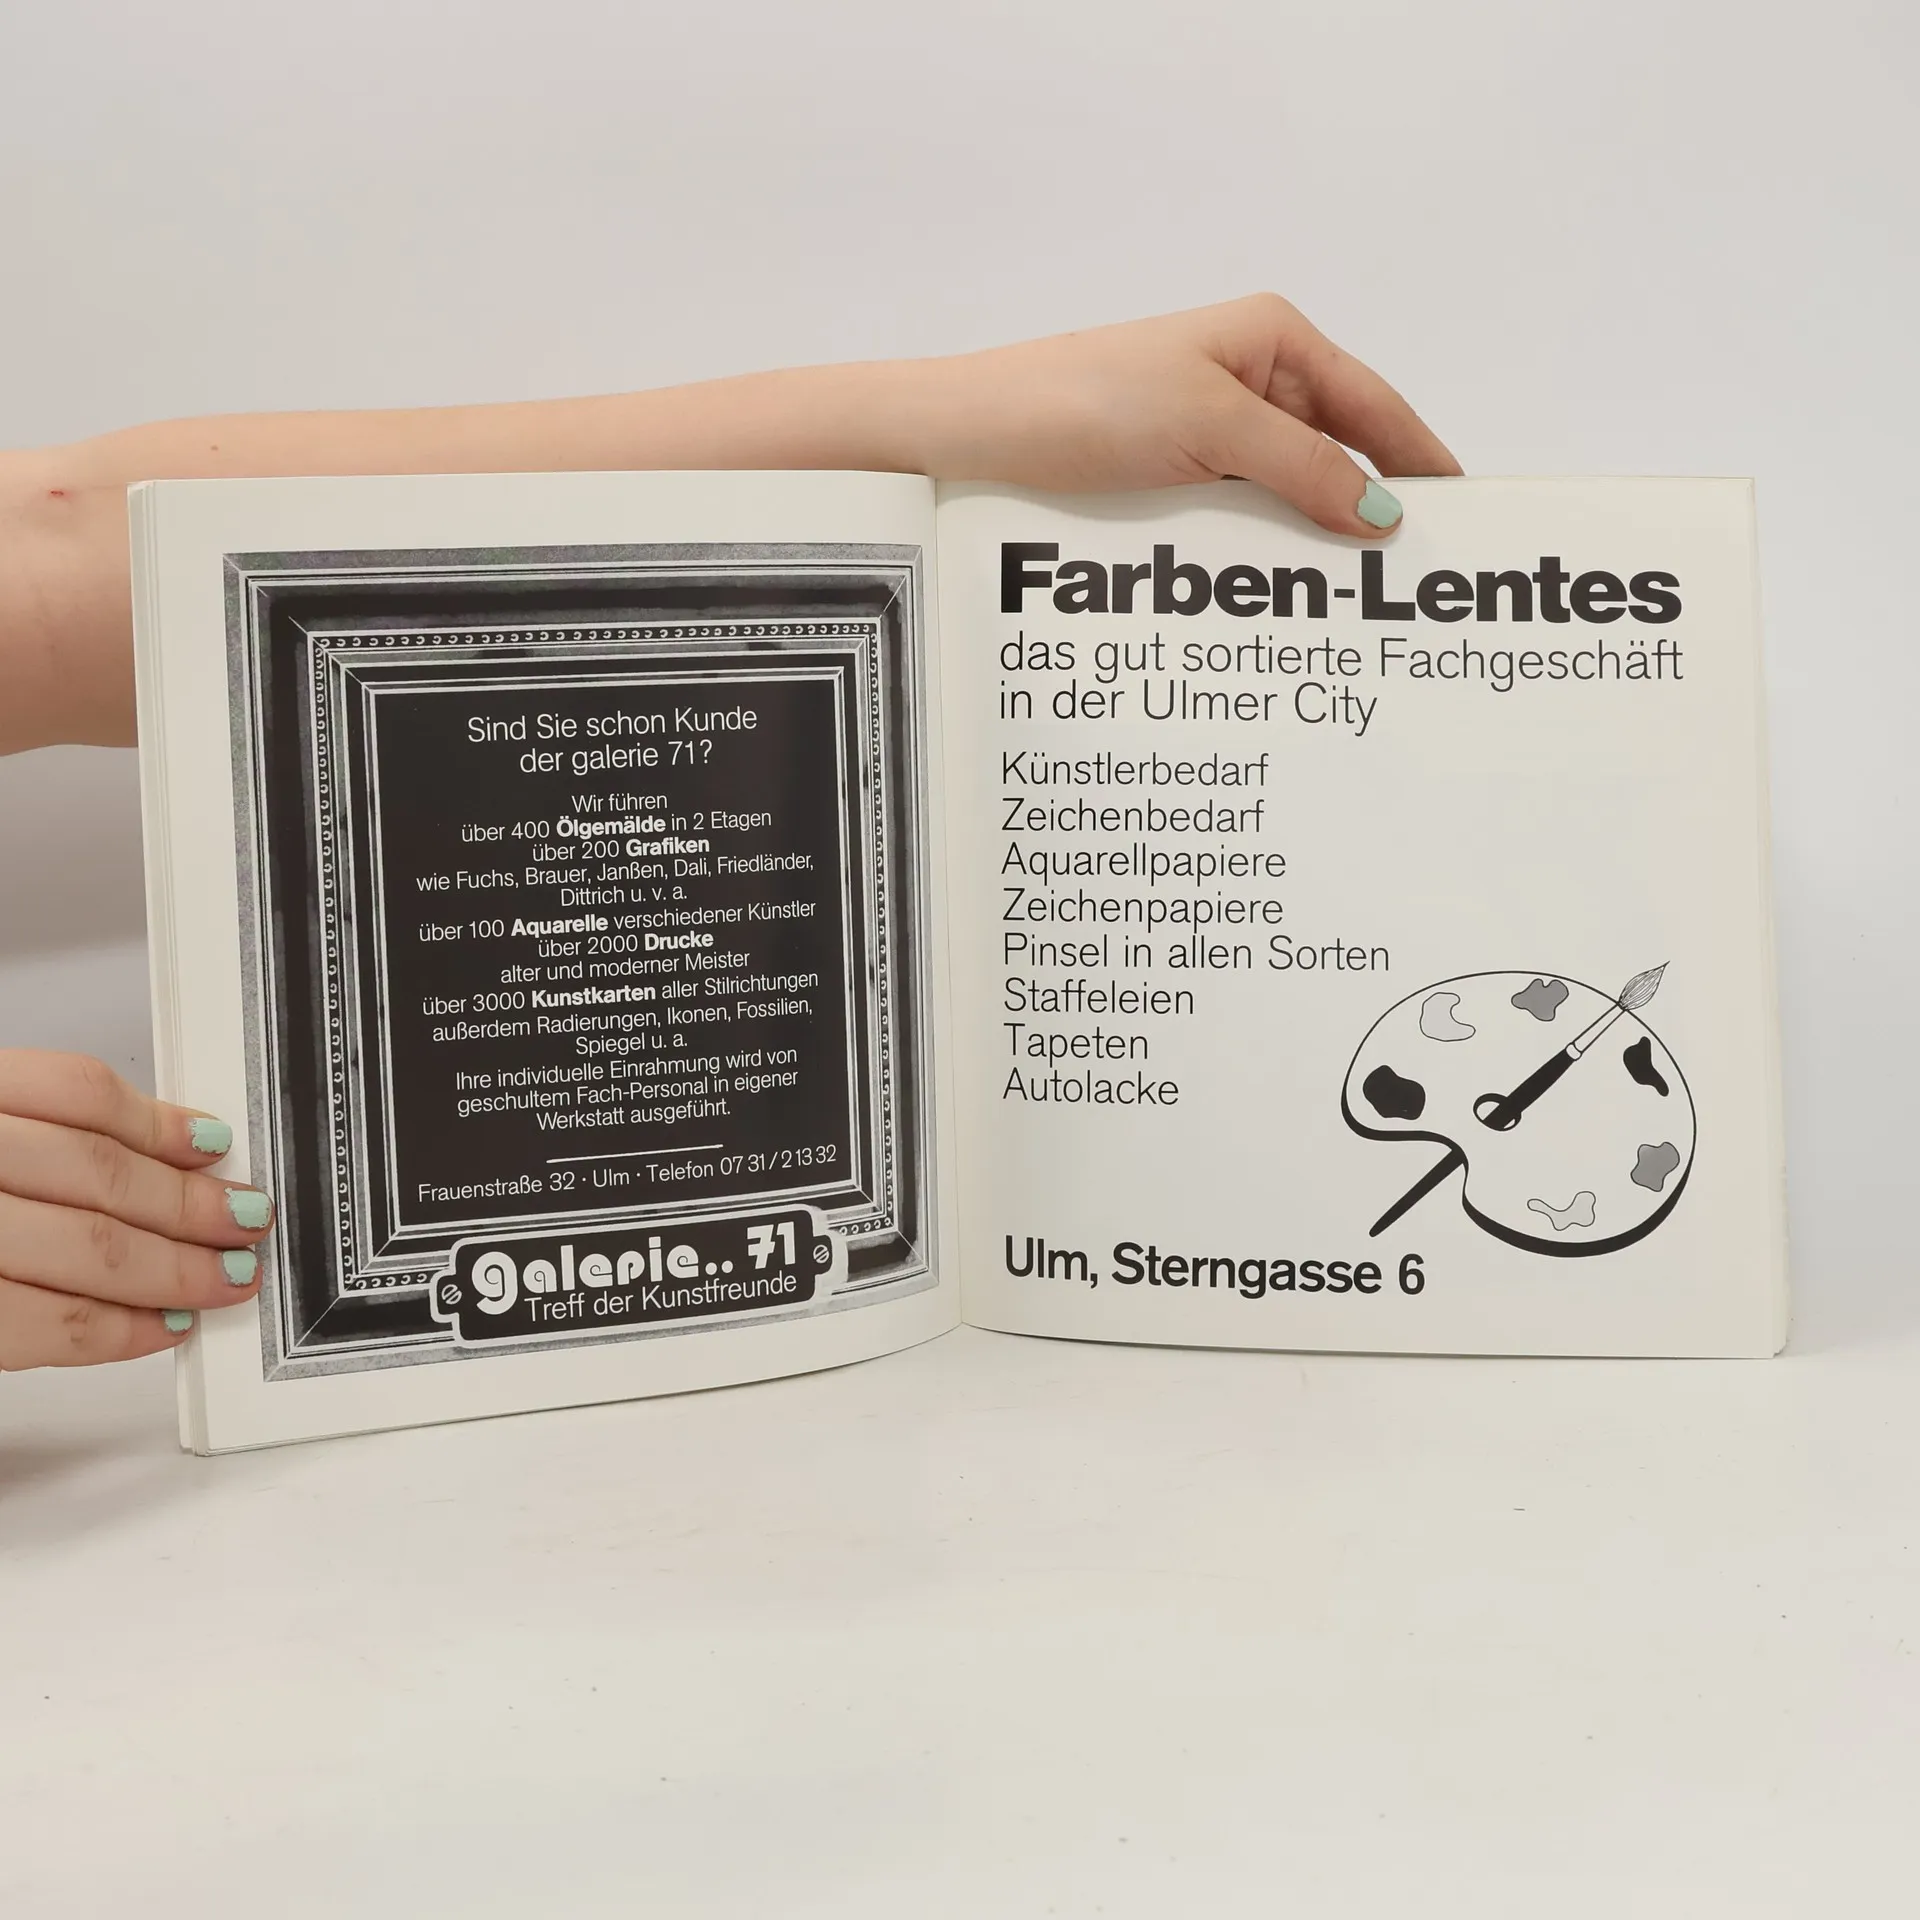 Sind Sie schon Kunde
der galerie 71?
Wir führen
über 400 Ölgemälde in 2 Etagen
über 200 Grafiken
wie Fuchs, Brauer, Janßen, Dali, Friedländer,
Dittrich u. v. a.
über 100 Aquarelle verschiedener Künstler
über 2000 Drucke
alter und moderner Meister
über 3000 Kunstkarten aller Stilrichtungen
außerdem Radierungen, Ikonen, Fossilien,
Spiegel u. a.
Ihre individuelle Einrahmung wird von
geschultem Fach-Personal in eigener
Werkstatt ausgeführt.
Frauenstraße 32 · Ulm · Telefon 07 31 / 2 13 32
galerie.. 71
Treff der Kunstfreunde
Farben-Lentes
das gut sortierte Fachgeschäft
in der Ulmer City
Künstlerbedarf
Zeichenbedarf
Aquarellpapiere
Zeichenpapiere
Pinsel in allen Sorten
Staffeleien
Tapeten
Autolacke
Ulm, Sterngasse 6